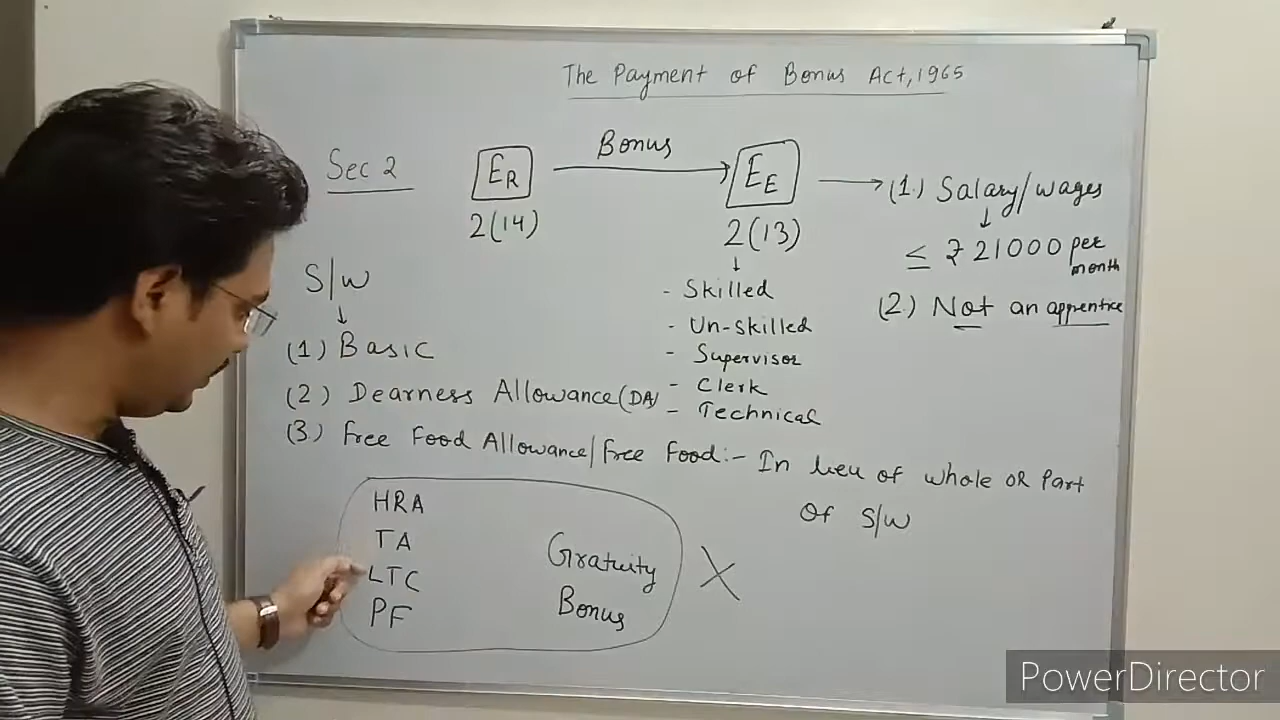 The Payment of Bonus Act, 1965
Sec 2
ER
Bonus
EE
(1) Salary/wages
2(14)
2(13)
≤ ₹ 21000 per month
(2) Not an apprentice
S/W
- Skilled
- Un-skilled
- Supervisor
- Clerk
- Technical
(1) Basic
(2) Dearness Allowance (DA)
(3) Free Food Allowance/Free Food:- In lieu of whole or Part
of S/W
HRA
TA
LTC
PF
Gratuity
Bonus
X
PowerDirector